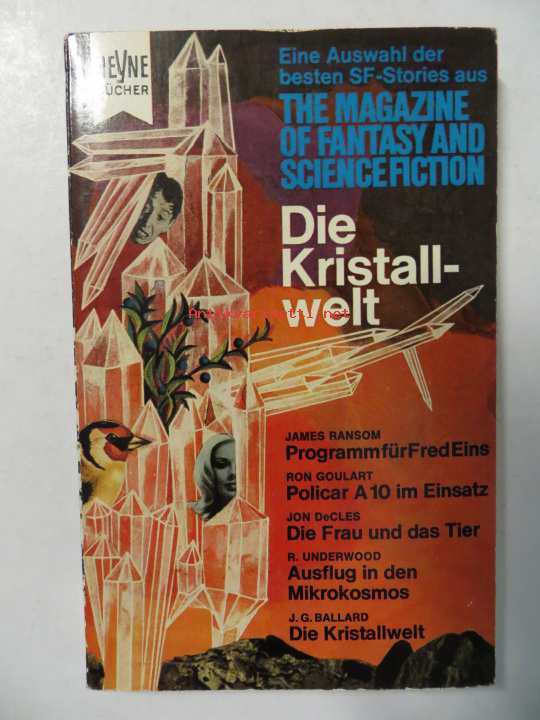 HEYNE
BÜCHER
Eine Auswahl der
besten SF-Stories aus
THE MAGAZINE
OF FANTASY AND
SCIENCE FICTION
Die
Kristall-
welt
JAMES RANSOM
Programm für Fred Eins
RON GOULART
Policar A 10 im Einsatz
JON DeCLES
Die Frau und das Tier
R. UNDERWOOD
Ausflug in den
Mikrokosmos
J. G. BALLARD
Die Kristallwelt